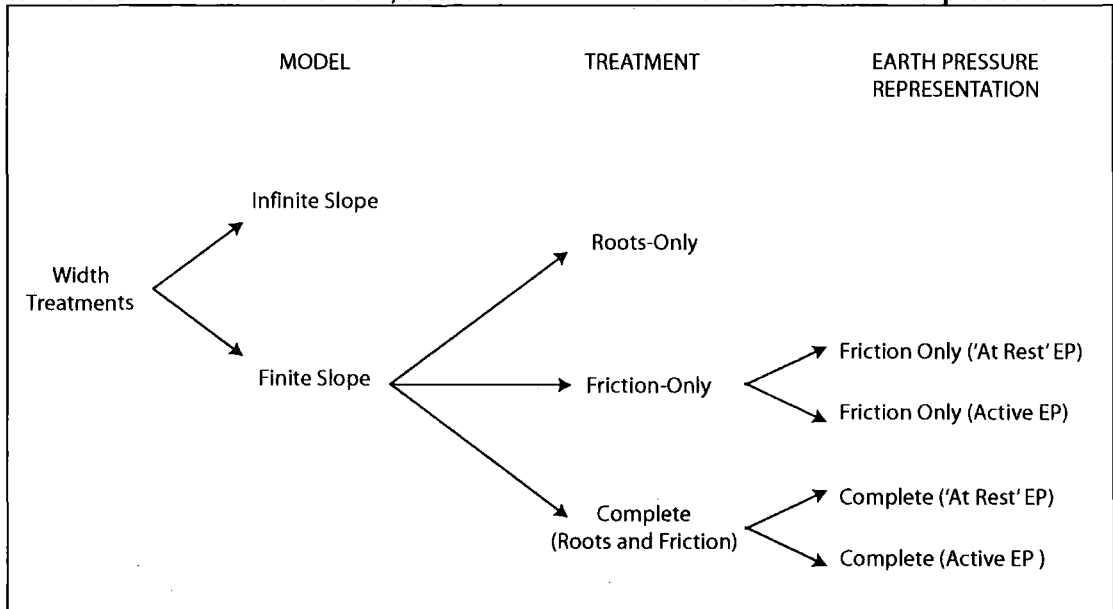 MODEL
TREATMENT
EARTH PRESSURE
REPRESENTATION
Infinite Slope
Roots-Only
Width
Treatments
Friction Only ('At Rest' EP)
Finite Slope
Friction-Only
Friction Only (Active EP)
Complete ('At Rest' EP)
Complete
(Roots and Friction)
Complete (Active EP )